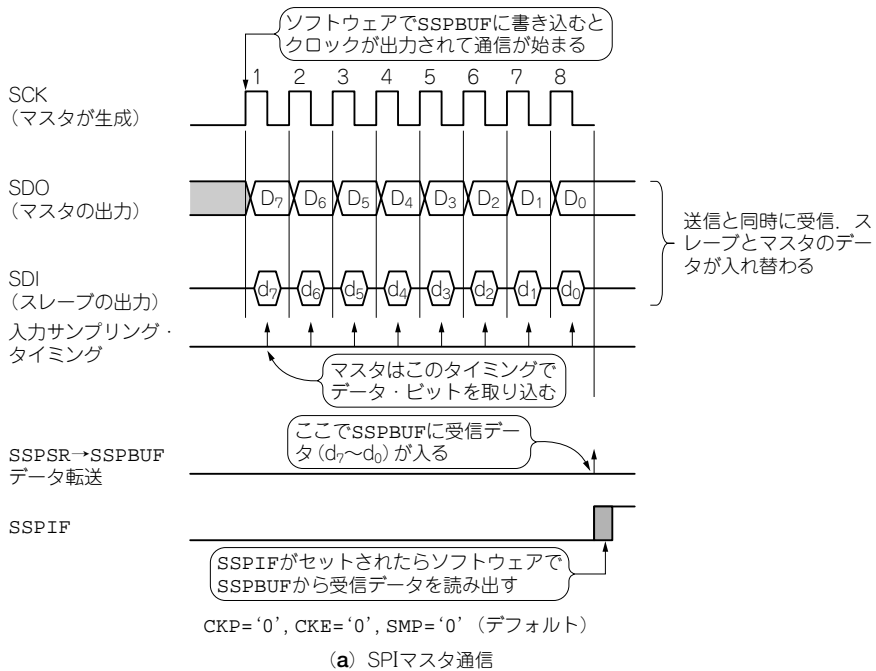 ソフトウェアでSSPBUFに書き込むと
クロックが出力されて通信が始まる
1 2 3 4 5 6 7 8
SCK
（マスタが生成）
SDO
（マスタの出力）
D₇ D₆ D₅ D₄ D₃ D₂ D₁ D₀
送信と同時に受信．ス
レーブとマスタのデー
タが入れ替わる
SDI
（スレーブの出力）
d₇ d₆ d₅ d₄ d₃ d₂ d₁ d₀
入力サンプリング・
タイミング
マスタはこのタイミングで
データ・ビットを取り込む
ここでSSPBUFに受信デー
タ(d₇〜d₀)が入る
SSPSR→SSPBUF
データ転送
SSPIF
SSPIFがセットされたらソフトウェアで
SSPBUFから受信データを読み出す
CKP=‘0’, CKE=‘0’, SMP=‘0’（デフォルト）
(a) SPIマスタ通信